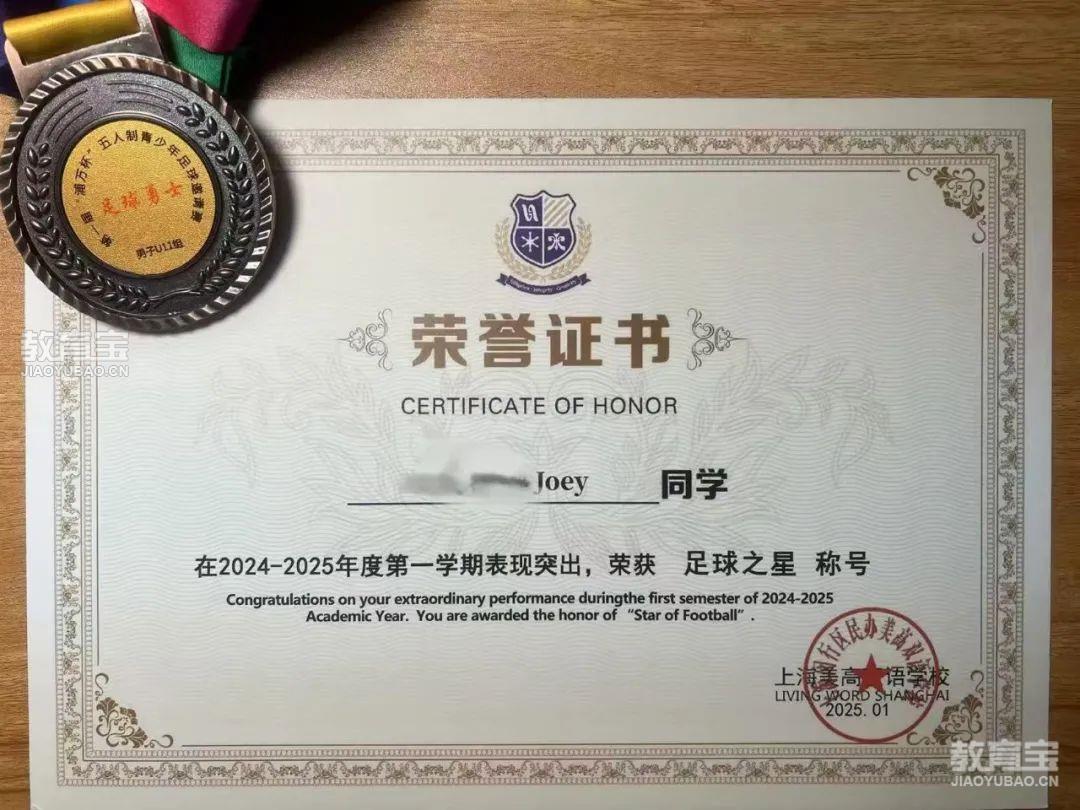 第一届"浦万杯"五人制青少年足球邀请赛
足球勇士
男子U11组
荣誉证书
CERTIFICATE OF HONOR
Joey 同学
在2024-2025年度第一学期表现突出，荣获 足球之星 称号
Congratulations on your extraordinary performance duringthe first semester of 2024-2025
Academic Year. You are awarded the honor of “Star of Football”.
上海美高 语学校
LIVING WORD SHANGHAI
2025.01
教育宝
JIAOYUBAO.CN
教育宝
JIAOYUBAO.CN